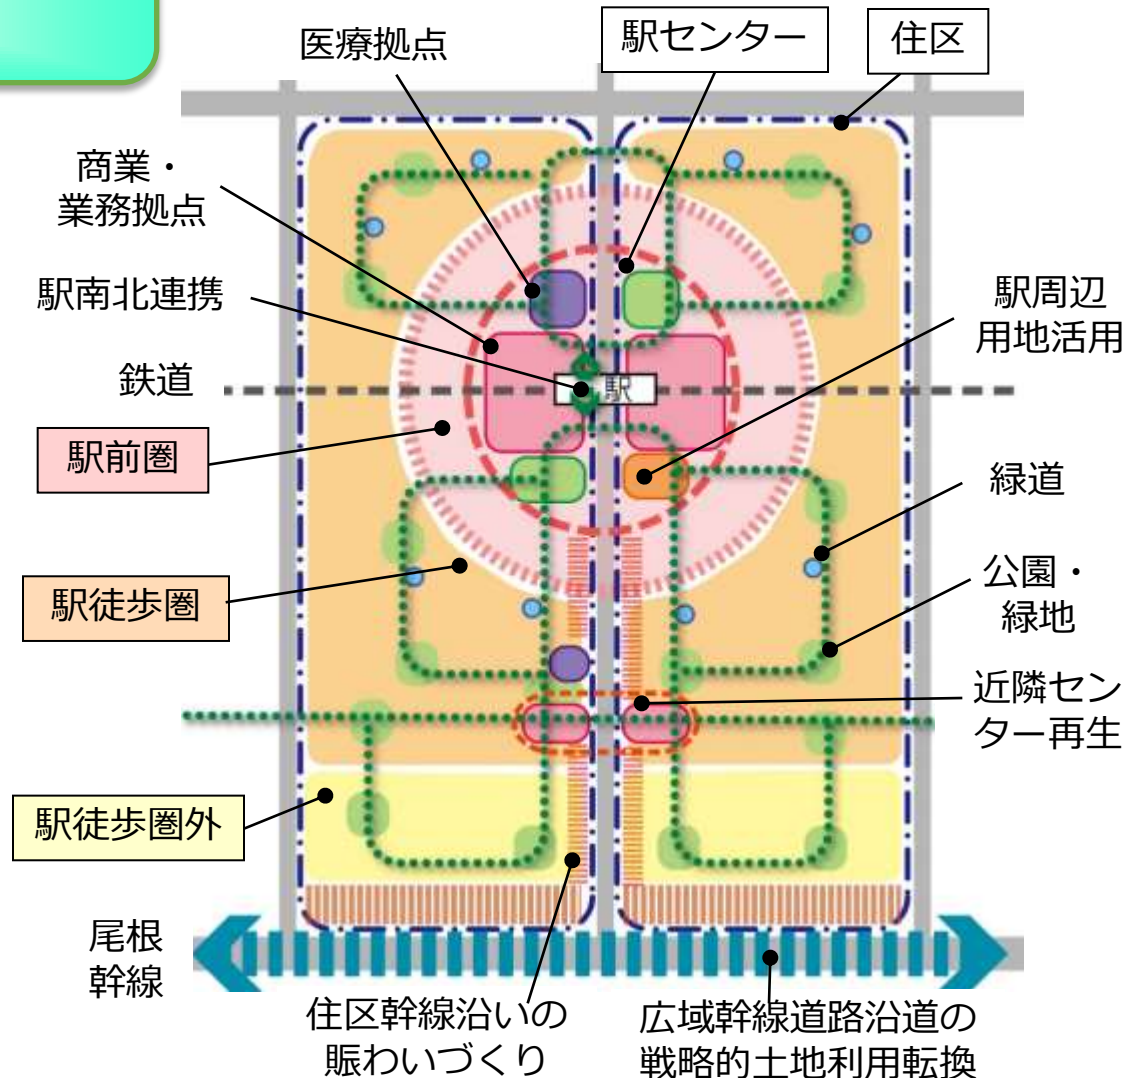 医療拠点
駅センター
住区
商業・
業務拠点
駅南北連携
駅周辺
用地活用
鉄道
駅
駅前圏
緑道
公園・
緑地
駅徒歩圏
近隣セン
ター再生
駅徒歩圏外
尾根
幹線
住区幹線沿いの
賑わいづくり
広域幹線道路沿道の
戦略的土地利用転換